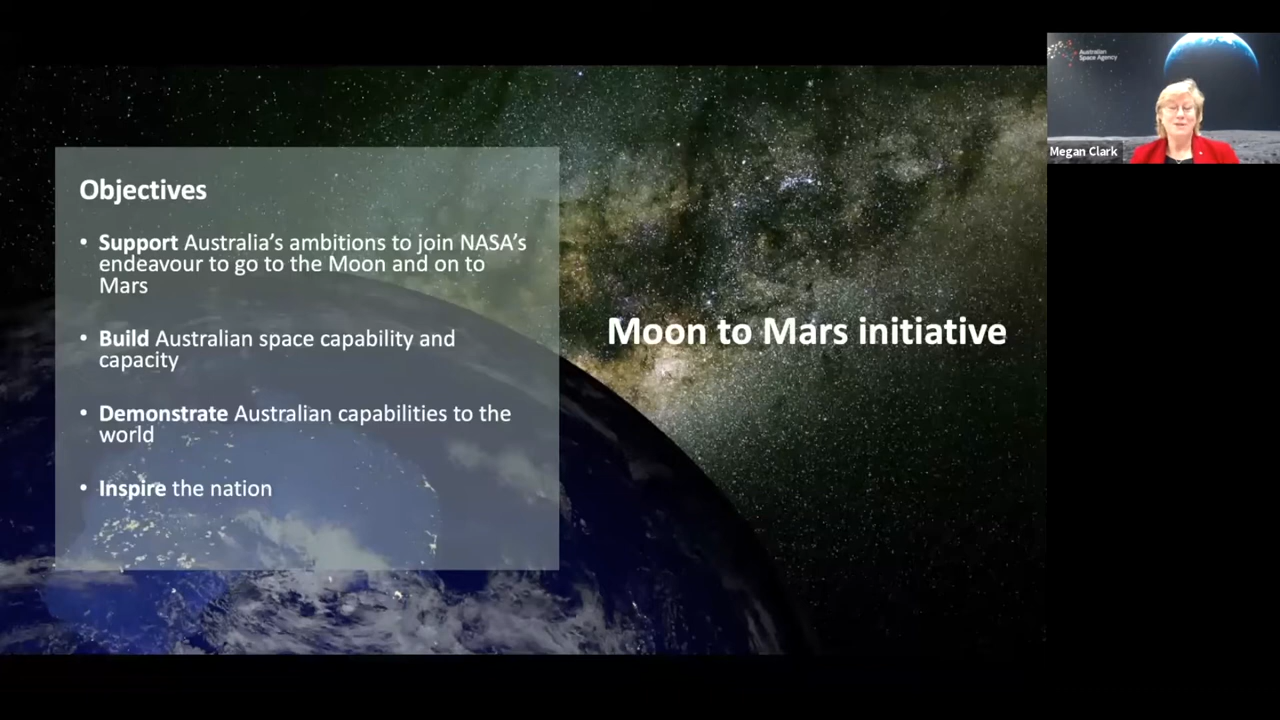 Australian
Space Agency
Megan Clark
Objectives
• Support Australia’s ambitions to join NASA’s
endeavour to go to the Moon and on to
Mars
• Build Australian space capability and
capacity
• Demonstrate Australian capabilities to the
world
• Inspire the nation
Moon to Mars initiative